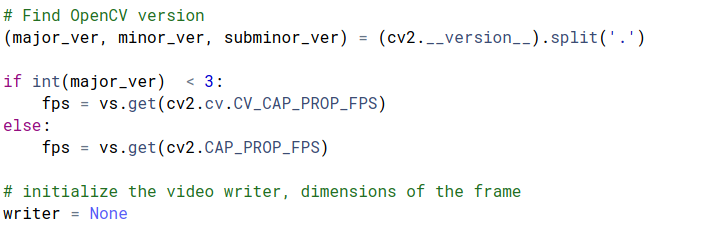 # Find OpenCV version
(major_ver, minor_ver, subminor_ver) = (cv2.__version__).split('.')
if int(major_ver)  < 3:
    fps = vs.get(cv2.cv.CV_CAP_PROP_FPS)
else:
    fps = vs.get(cv2.CAP_PROP_FPS)
# initialize the video writer, dimensions of the frame
writer = None